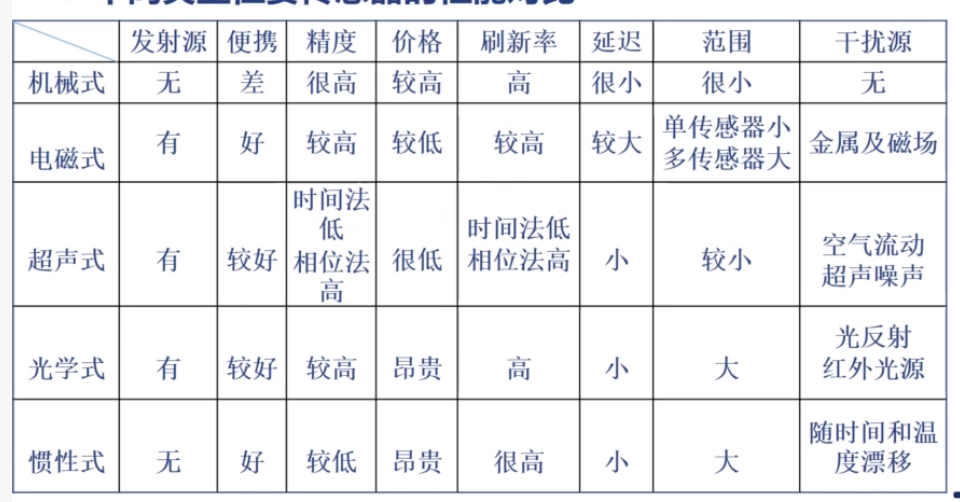 发射源 便携 精度 价格 刷新率 延迟 范围 干扰源
机械式 无 差 很高 较高 高 很小 很小 无
电磁式 有 好 较高 较低 较高 较大 单传感器小 金属及磁场
多传感器大
超声式 有 较好 时间法 很低 时间法低 小 较小 空气流动
低 相位法高 超声噪声
相位法
高
光学式 有 较好 较高 昂贵 高 小 大 光反射
红外光源
惯性式 无 好 较低 昂贵 很高 小 大 随时间和温
度漂移